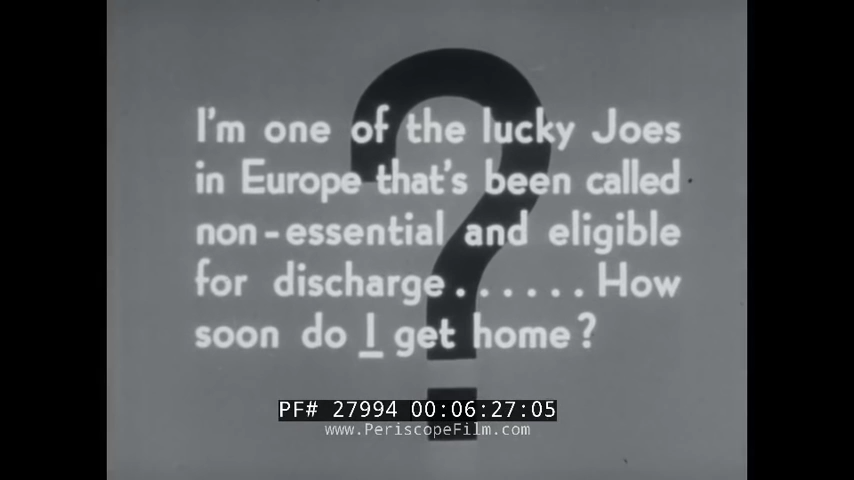 I'm one of the lucky Joes
in Europe that's been called
non-essential and eligible
for discharge......How
soon do I get home?
PF# 27994 00:06:27:05
www.PeriscopeFilm.com